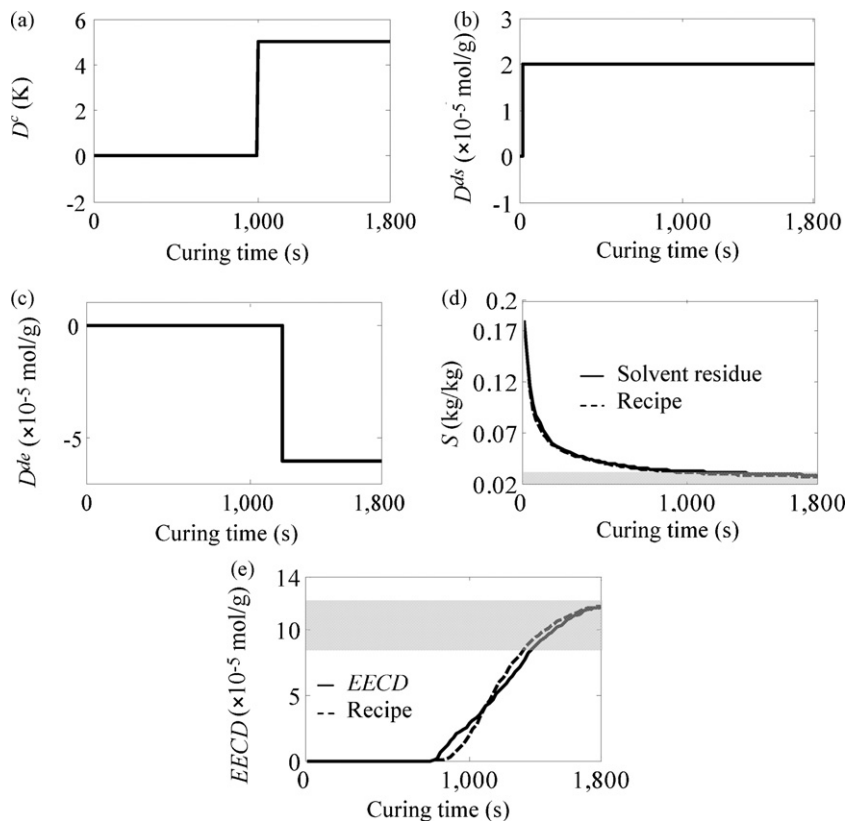 (a)
6
4
2
0
-2
D^c (K)
0
1,000
1,800
Curing time (s)
(b)
3
2
1
0
-1
D^ds (×10^-5 mol/g)
0
1,000
1,800
Curing time (s)
(c)
0
-5
D^de (×10^-5 mol/g)
0
1,000
1,800
Curing time (s)
(d)
0.2
0.17
0.12
0.07
0.02
S (kg/kg)
Solvent residue
Recipe
0
1,000
1,800
Curing time (s)
(e)
14
10
5
0
EECD (×10^-5 mol/g)
EECD
Recipe
0
1,000
1,800
Curing time (s)